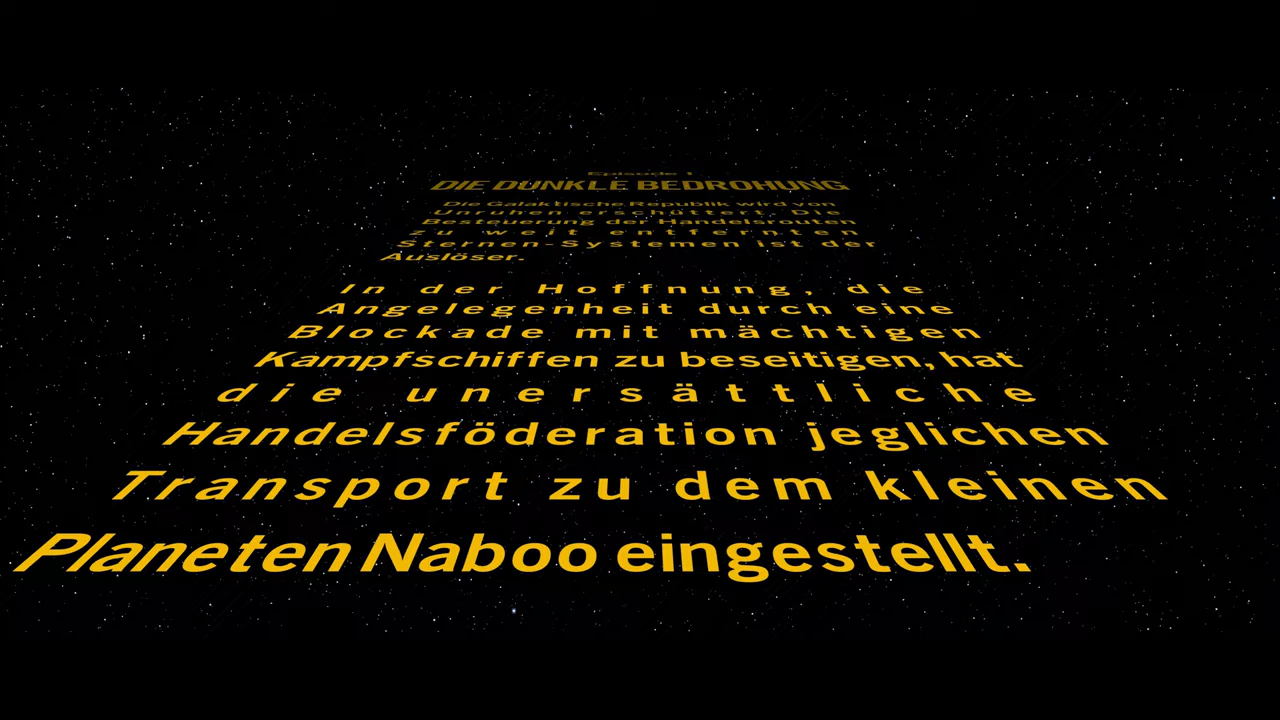 Episode I
DIE DUNKLE BEDROHUNG
Die Galaktische Republik wird von
Unruhen erschüttert. Die
Besteuerung der Handelsrouten
zu weit entfernten
Sternen-Systemen ist der
Auslöser.
In der Hoffnung, die
Angelegenheit durch eine
Blockade mit mächtigen
Kampfschiffen zu beseitigen, hat
die unersättliche
Handelsföderation jeglichen
Transport zu dem kleinen
Planeten Naboo eingestellt.